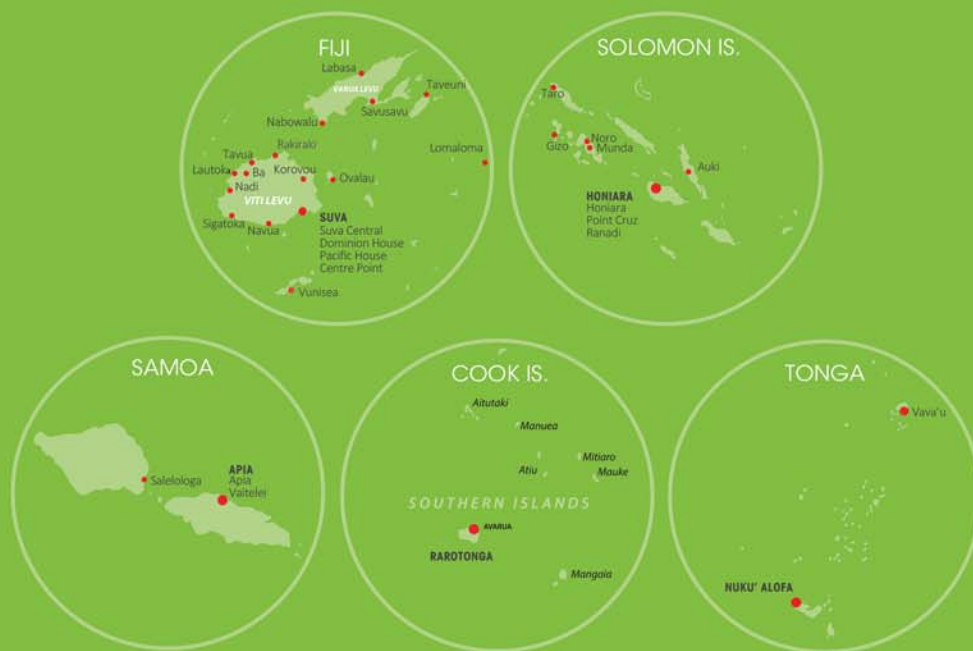 FIJI
Labasa
VANUA LEVU
Taveuni
Savusavu
Nabowalu
Rakiraki
Tavua
Lomaloma
Lautoka
Ba
Korovou
Ovalau
Nadi
VITI LEVU
Sigatoka
Navua
SUVA
Suva Central
Dominion House
Pacific House
Centre Point
Vunisea
SOLOMON IS.
Taro
Noro
Gizo
Munda
Auki
HONIARA
Honiara
Point Cruz
Ranadi
SAMOA
Salelologa
APIA
Apia
Vaitelei
COOK IS.
Aitutaki
Manuea
Mitiaro
Atiu
Mauke
SOUTHERN ISLANDS
AVARUA
RAROTONGA
Mangaia
TONGA
Vava'u
NUKU' ALOFA